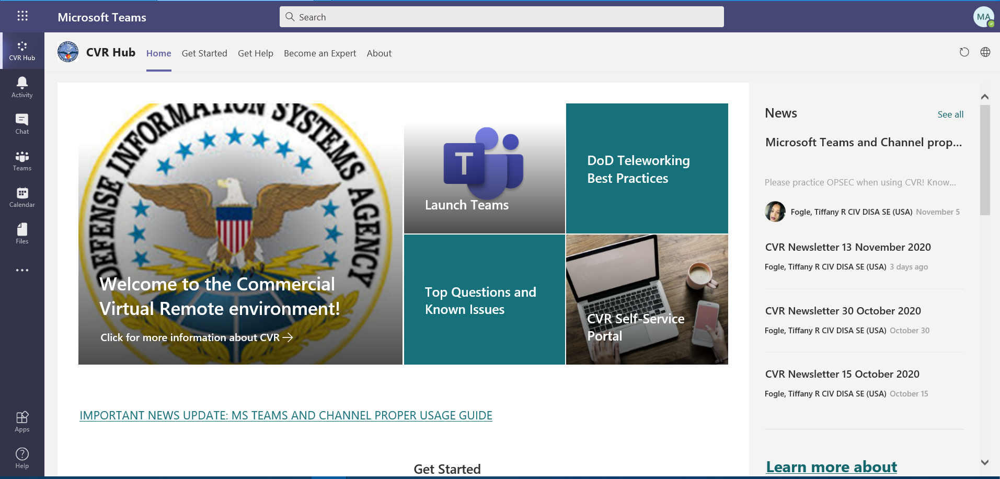 Microsoft Teams
Search
MA
CVR Hub
Activity
Chat
Teams
Calendar
Files
Apps
Help
CVR Hub
Home
Get Started
Get Help
Become an Expert
About
DEFENSE INFORMATION SYSTEMS AGENCY
Welcome to the Commercial
Virtual Remote environment!
Click for more information about CVR
T
Launch Teams
DoD Teleworking
Best Practices
Top Questions and
Known Issues
CVR Self-Service
Portal
IMPORTANT NEWS UPDATE: MS TEAMS AND CHANNEL PROPER USAGE GUIDE
Get Started
News
See all
Microsoft Teams and Channel prop...
Please practice OPSEC when using CVR! Know...
Fogle, Tiffany R CIV DISA SE (USA) November 5
CVR Newsletter 13 November 2020
Fogle, Tiffany R CIV DISA SE (USA) 3 days ago
CVR Newsletter 30 October 2020
Fogle, Tiffany R CIV DISA SE (USA) October 30
CVR Newsletter 15 October 2020
Fogle, Tiffany R CIV DISA SE (USA) October 15
Learn more about